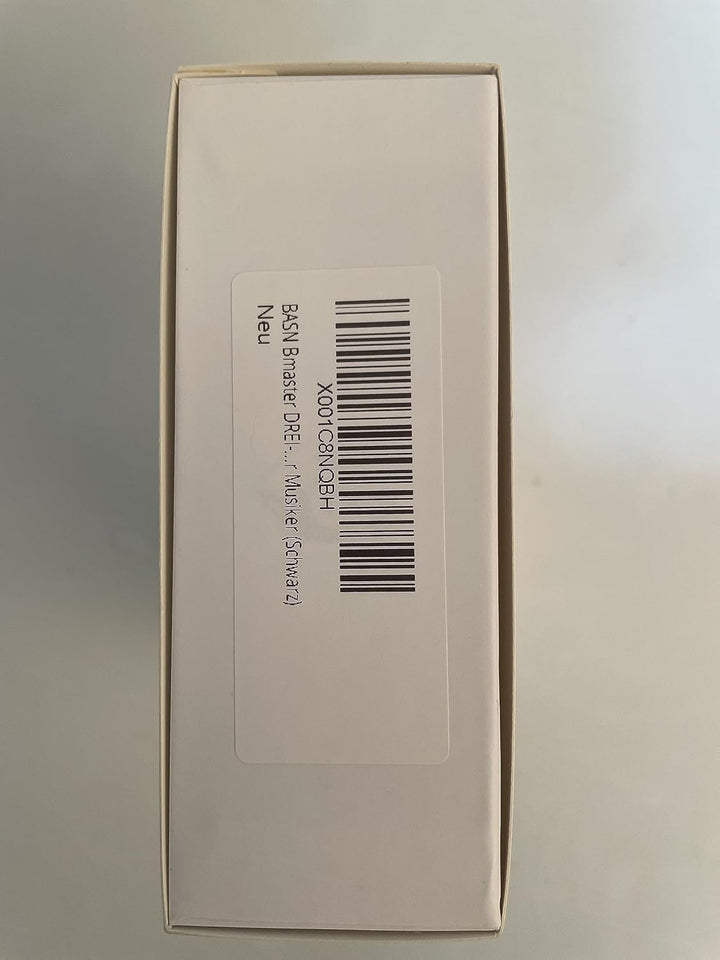 X001C8NQBH
BASN Bmaster DREI-...r Musiker (Schwarz)
Neu